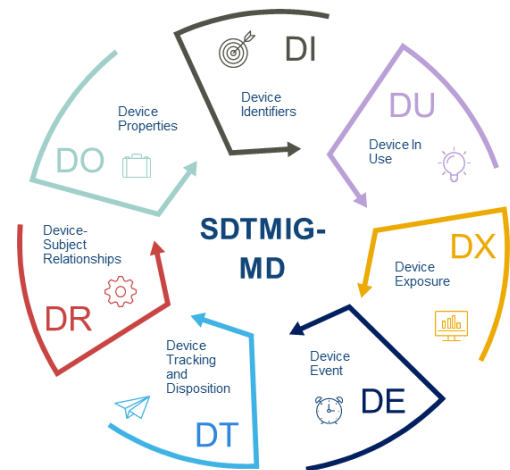 DI
Device
Identifiers
DU
Device In
Use
DX
Device
Exposure
DE
Device
Event
DT
Device
Tracking
and
Disposition
DR
Device-
Subject
Relationships
DO
Device
Properties
SDTMIG-
MD